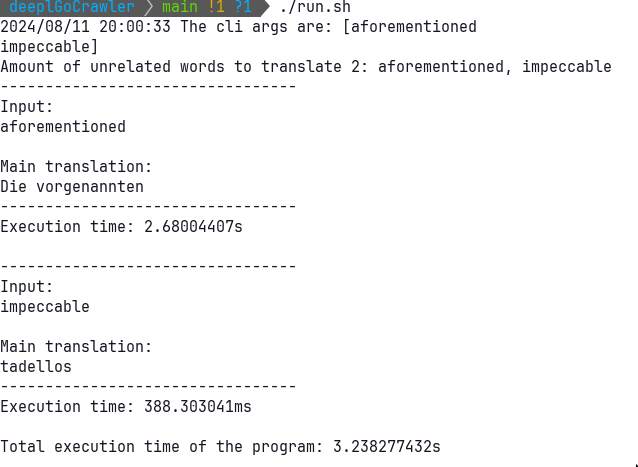 deeplGoCrawler main !1 ?1 ./run.sh
2024/08/11 20:00:33 The cli args are: [aforementioned
impeccable]
Amount of unrelated words to translate 2: aforementioned, impeccable
---------------------------------
Input:
aforementioned
Main translation:
Die vorgenannten
---------------------------------
Execution time: 2.68004407s
---------------------------------
Input:
impeccable
Main translation:
tadellos
---------------------------------
Execution time: 388.303041ms
Total execution time of the program: 3.238277432s